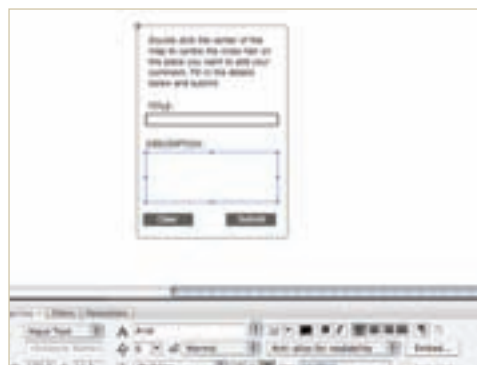 Double click the center of the
map to centre the cross hair on
the place you want to add your
comment. Fill in the details
below and submit
TITLE:
DESCRIPTION:
Clear Submit
Filters Parameters
Input Text A Arial
Normal Anti-alias for readability Embed...